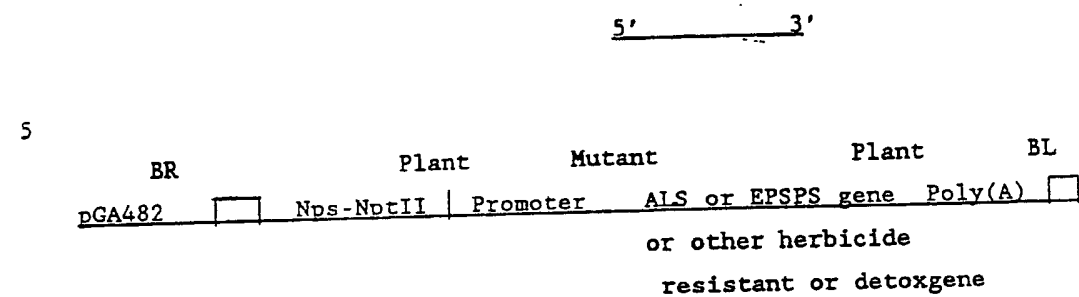 5' 3'
5
BR Plant Mutant Plant BL
pGA482 Nps-NptII Promoter ALS or EPSPS gene Poly(A)
or other herbicide
resistant or detoxgene